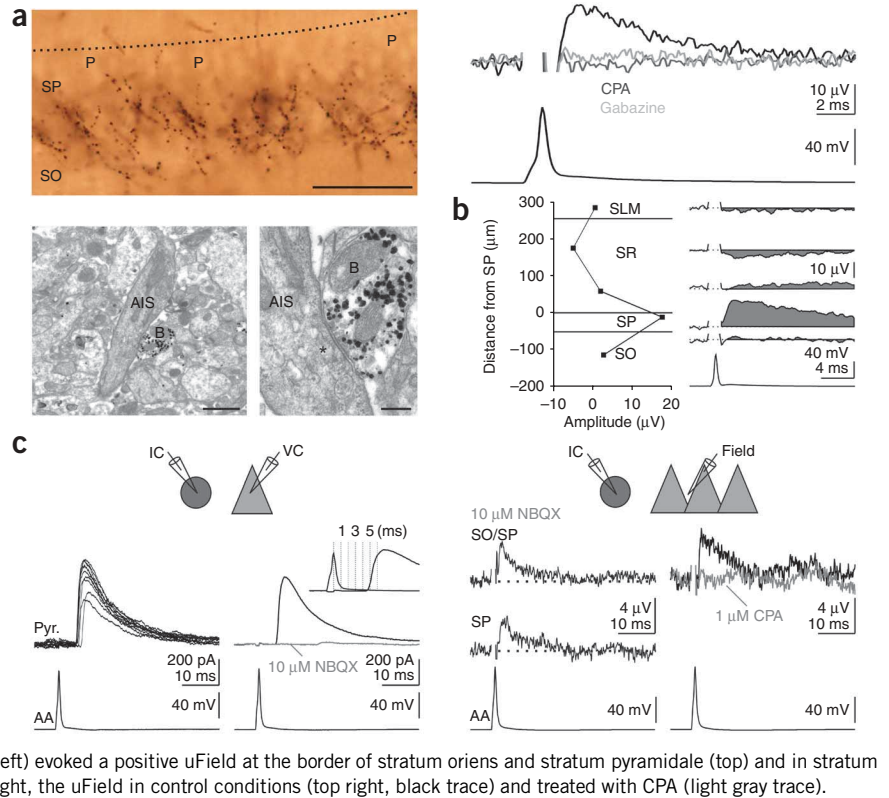 a
P
P
P
SP
SO
AIS
B
AIS
B
*
CPA
Gabazine
10 µV
2 ms
40 mV
b
300
200
100
0
−100
−200
Distance from SP (µm)
SLM
SR
SP
SO
−10
0
10
20
Amplitude (µV)
10 µV
40 mV
4 ms
c
IC
VC
1 3 5 (ms)
Pyr.
10 µM NBQX
200 pA
10 ms
200 pA
10 ms
AA
40 mV
40 mV
IC
Field
10 µM NBQX
SO/SP
SP
1 µM CPA
4 µV
10 ms
4 µV
10 ms
AA
40 mV
40 mV
eft) evoked a positive uField at the border of stratum oriens and stratum pyramidale (top) and in stratum
ght, the uField in control conditions (top right, black trace) and treated with CPA (light gray trace).